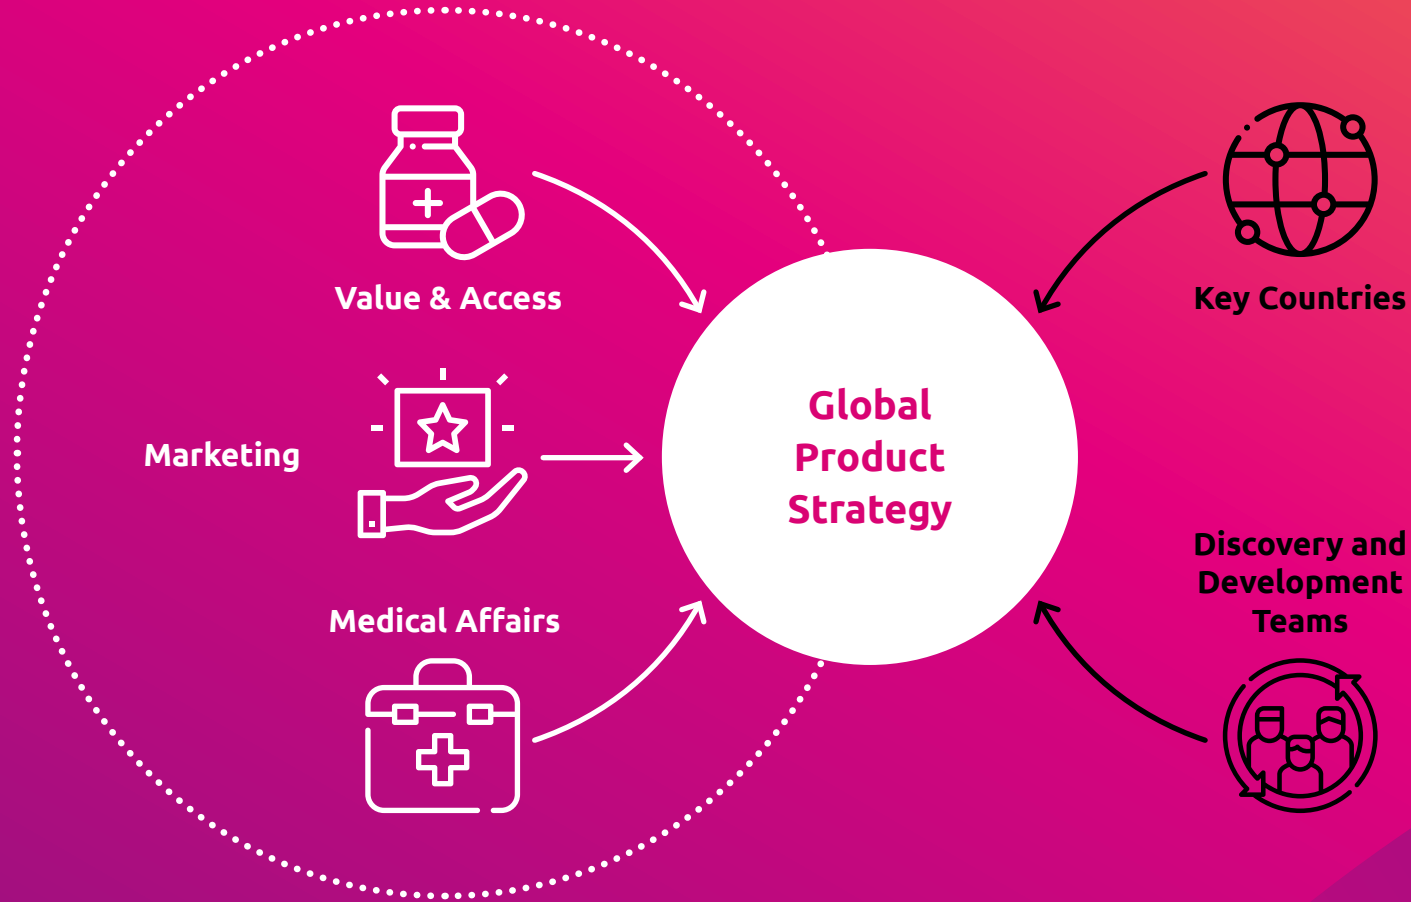 Value & Access
Marketing
Medical Affairs
Global
Product
Strategy
Key Countries
Discovery and
Development
Teams